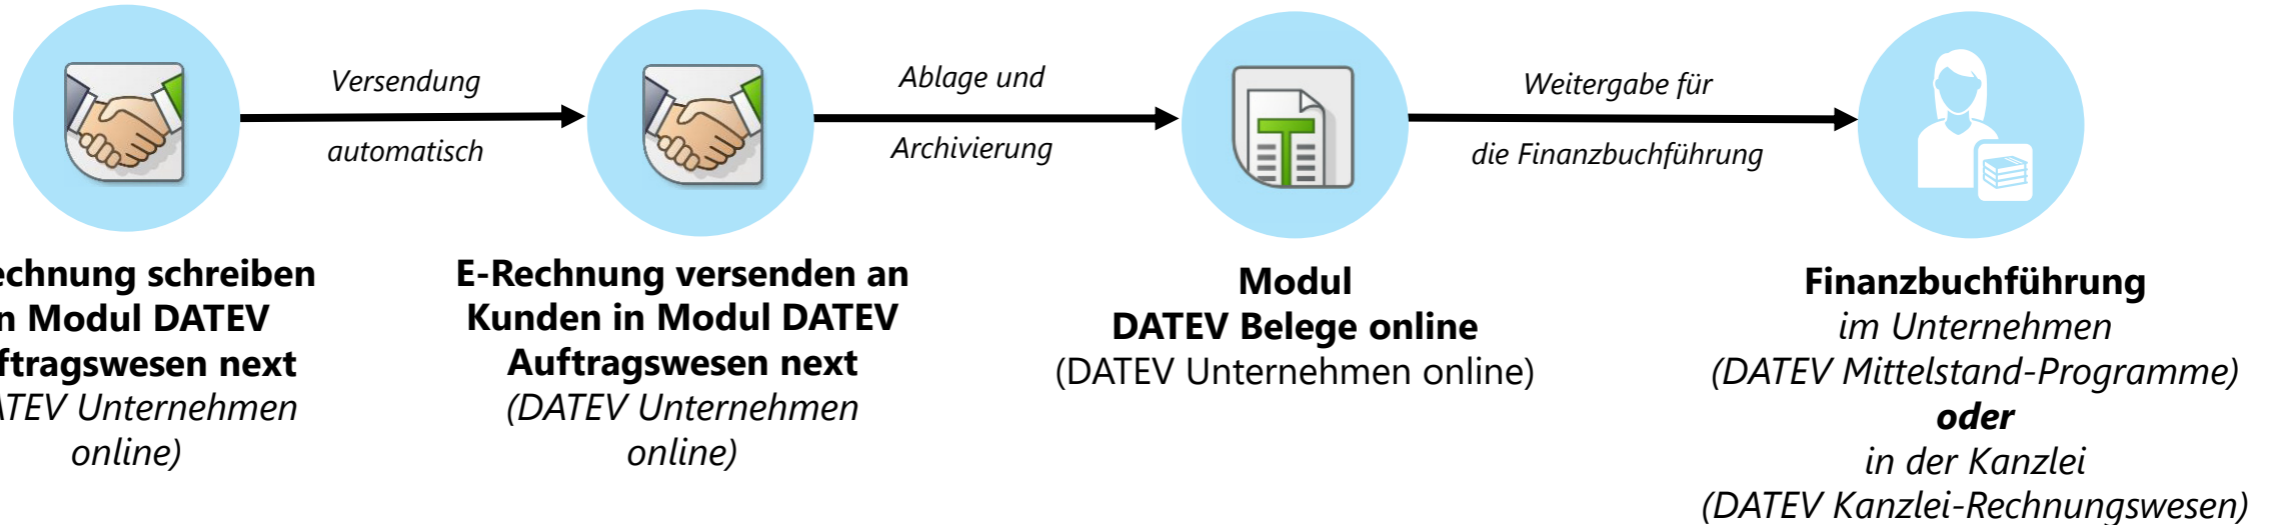 Versendung
automatisch
Ablage und
Archivierung
Weitergabe für
die Finanzbuchführung
echnung schreiben
n Modul DATEV
ftragswesen next
ATEV Unternehmen
online)
E-Rechnung versenden an
Kunden in Modul DATEV
Auftragswesen next
(DATEV Unternehmen
online)
Modul
DATEV Belege online
(DATEV Unternehmen online)
Finanzbuchführung
im Unternehmen
(DATEV Mittelstand-Programme)
oder
in der Kanzlei
(DATEV Kanzlei-Rechnungswesen)